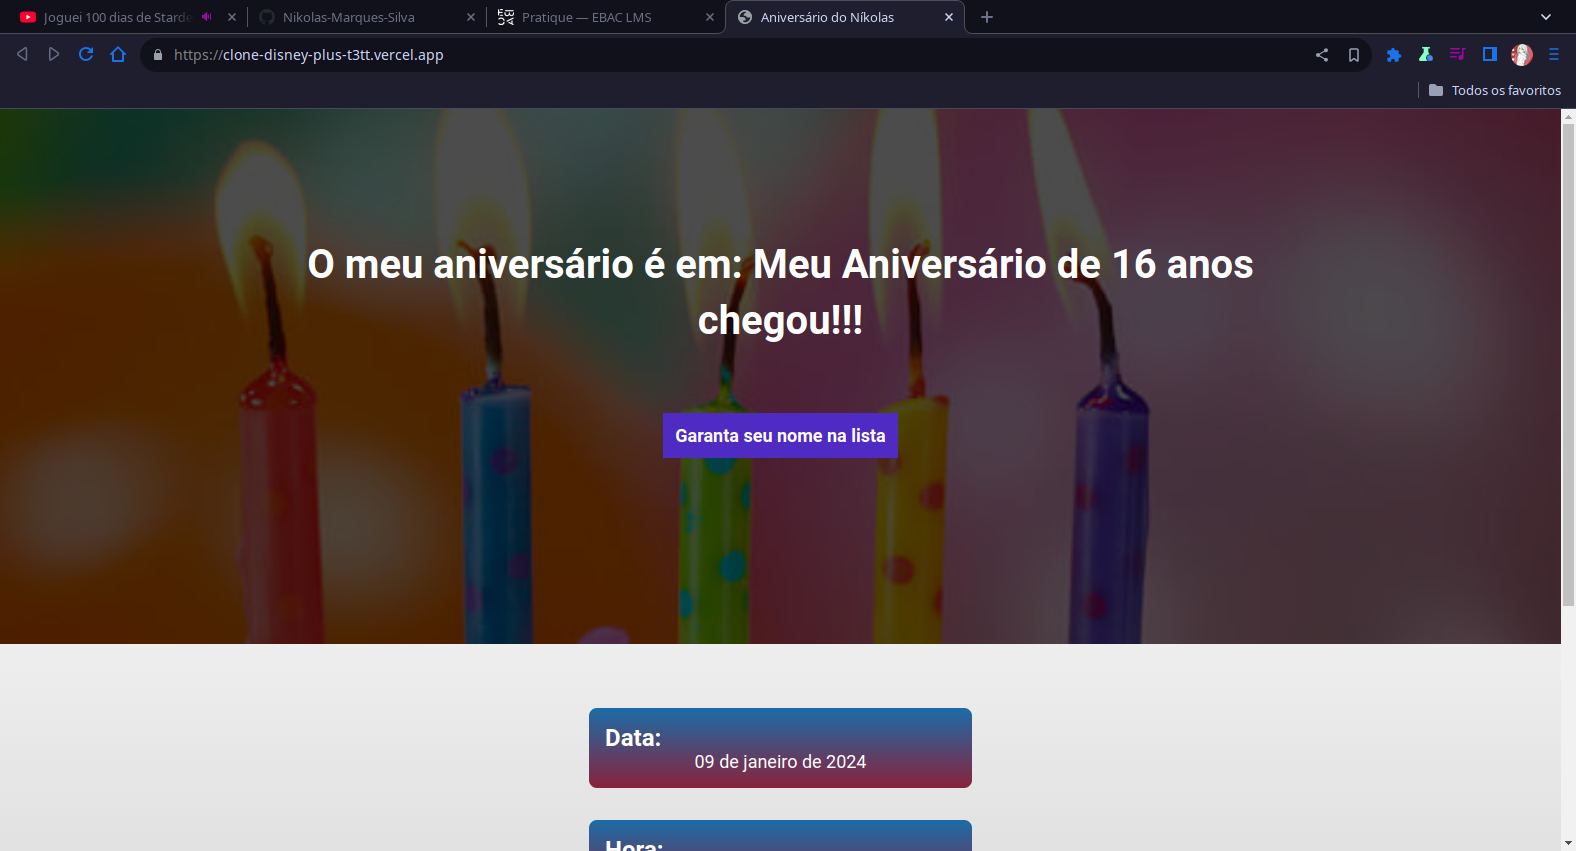 Joguei 100 dias de Starde
Nikolas-Marques-Silva
Pratique — EBAC LMS
Aniversário do Níkolas
https://clone-disney-plus-t3tt.vercel.app
Todos os favoritos
O meu aniversário é em: Meu Aniversário de 16 anos
chegou!!!
Garanta seu nome na lista
Data:
09 de janeiro de 2024
Hora: